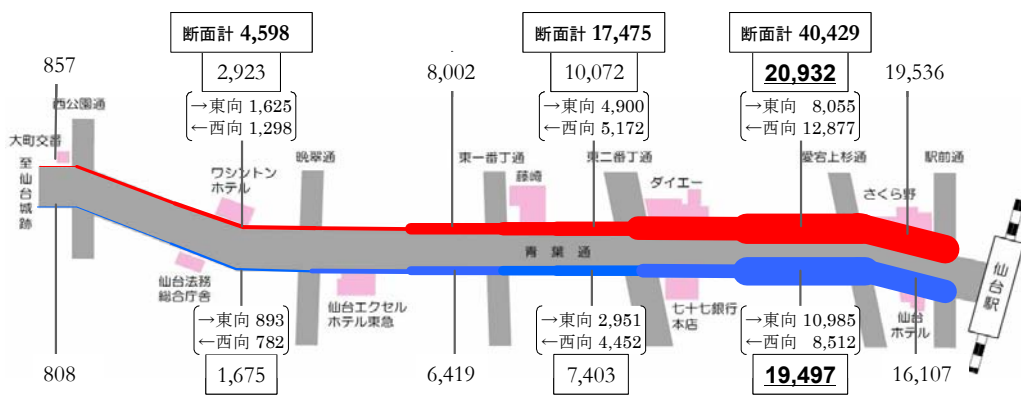 断面計 4,598
断面計 17,475
断面計 40,429
857
2,923
8,002
10,072
20,932
19,536
→東向 1,625
←西向 1,298
→東向 4,900
←西向 5,172
→東向 8,055
←西向 12,877
西公園通
大町交番
至仙台城跡
ワシントン
ホテル
晩翠通
東一番丁通
藤崎
東二番丁通
ダイエー
愛宕上杉通
さくら野
駅前通
青葉通
仙台駅
仙台法務
総合庁舎
仙台エクセル
ホテル東急
七十七銀行
本店
仙台
ホテル
→東向 893
←西向 782
→東向 2,951
←西向 4,452
→東向 10,985
←西向 8,512
808
1,675
6,419
7,403
19,497
16,107